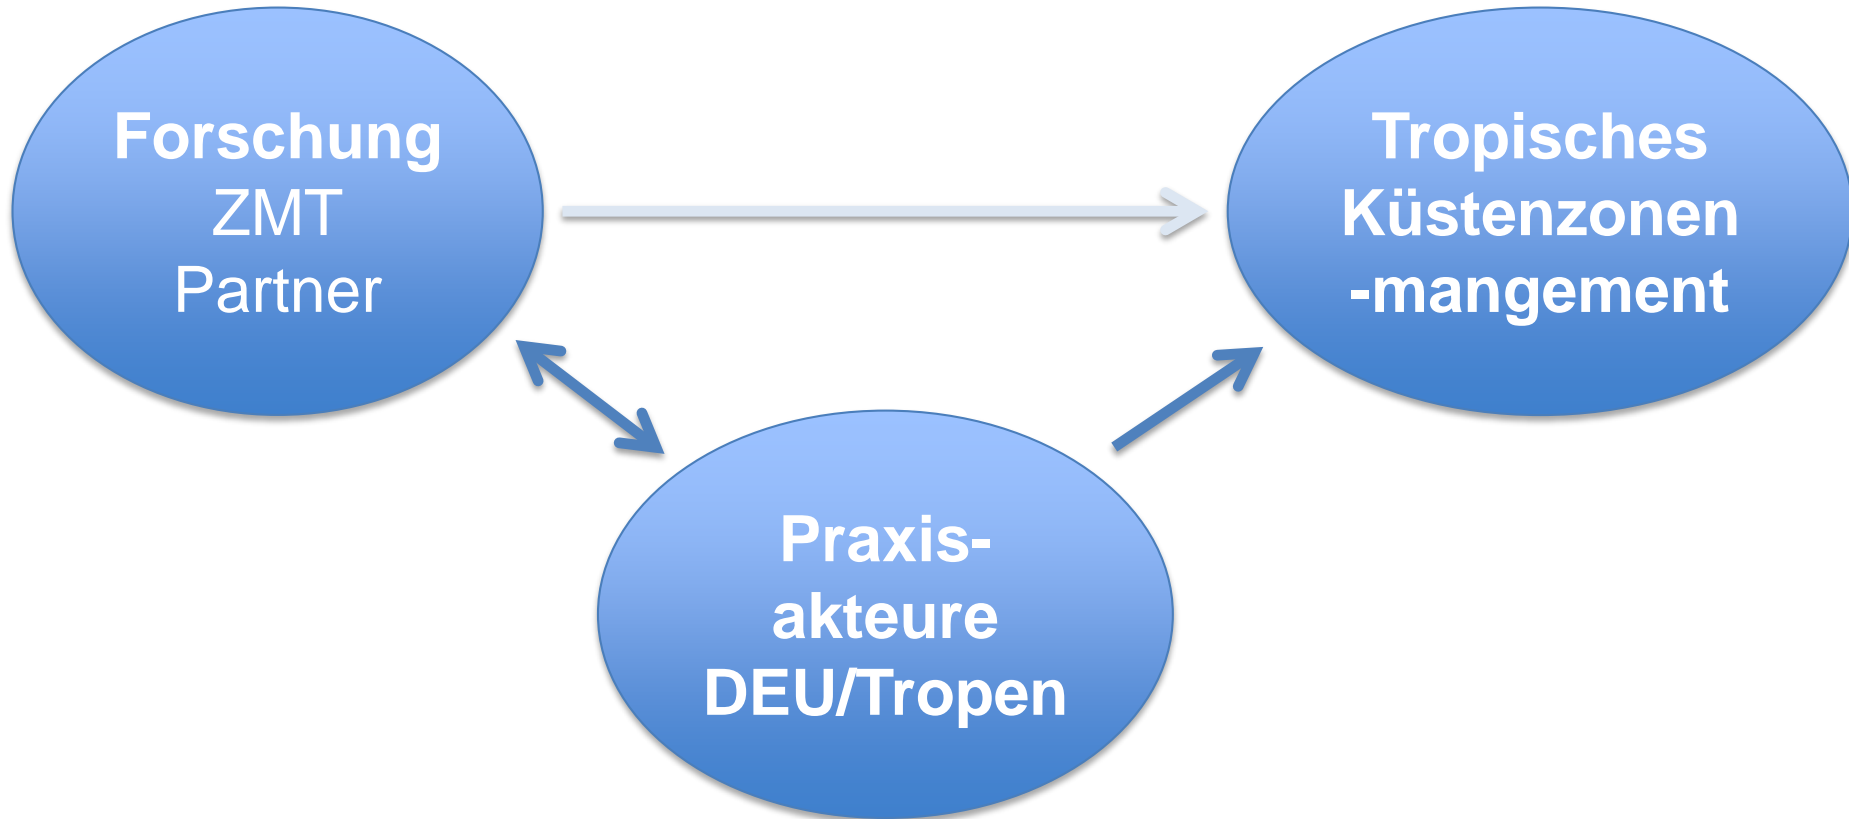 Forschung
ZMT
Partner
Tropisches
Küstenzonen
-mangement
Praxis-
akteure
DEU/Tropen